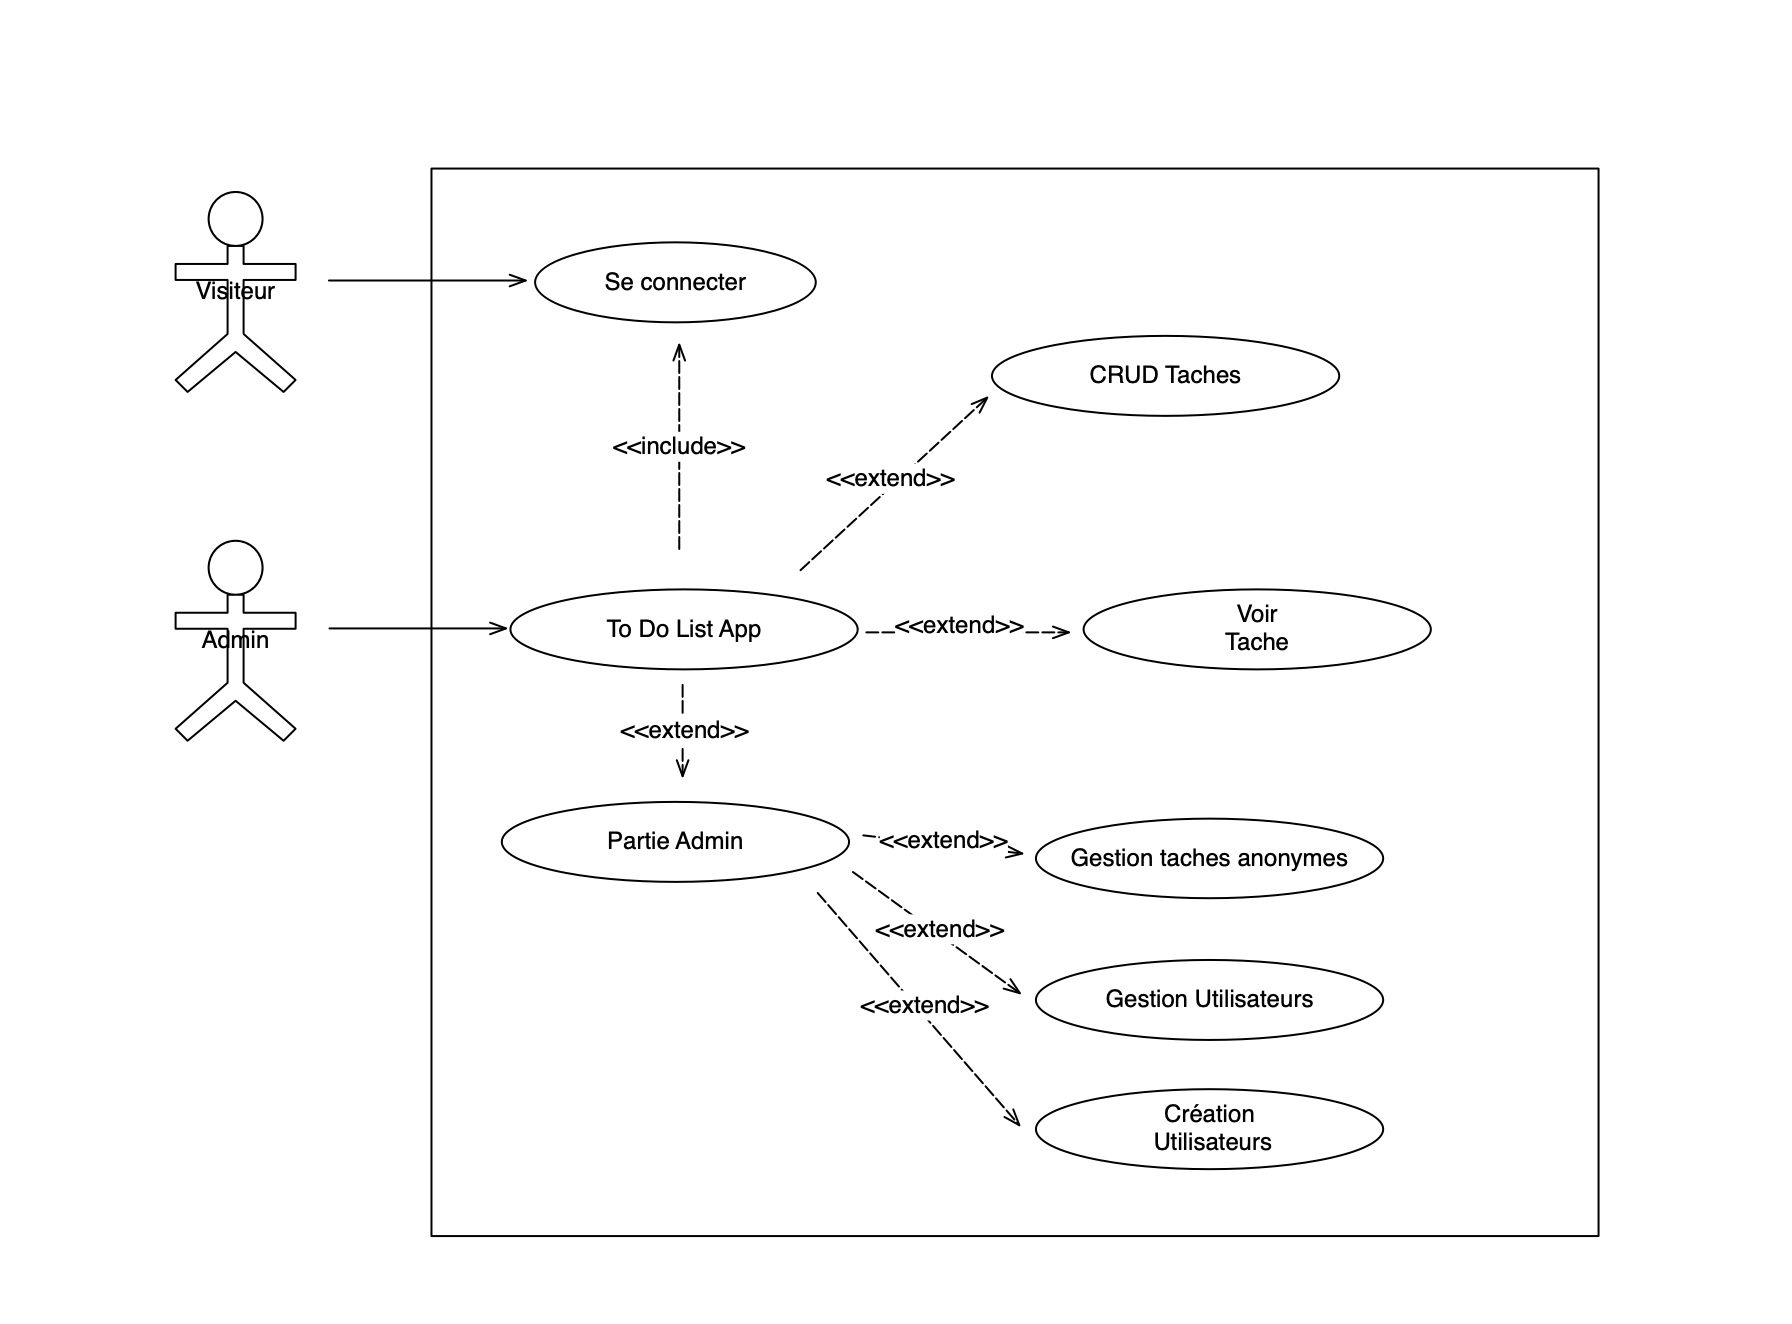 Visiteur
Se connecter
CRUD Taches
<<include>>
<<extend>>
Admin
To Do List App
<<extend>>
Voir
Tache
<<extend>>
Partie Admin
<<extend>>
Gestion taches anonymes
<<extend>>
Gestion Utilisateurs
<<extend>>
Création
Utilisateurs